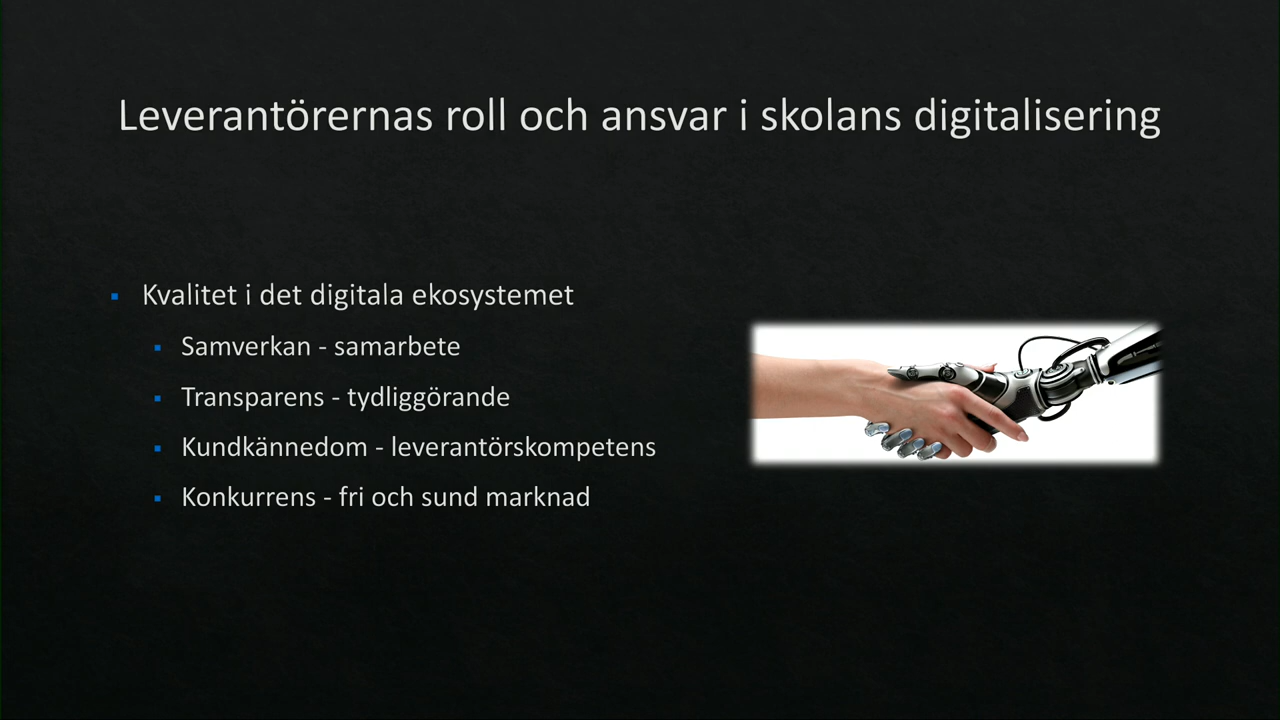 Leverantörernas roll och ansvar i skolans digitalisering
Kvalitet i det digitala ekosystemet
Samverkan - samarbete
Transparens - tydliggörande
Kundkännedom - leverantörskompetens
Konkurrens - fri och sund marknad